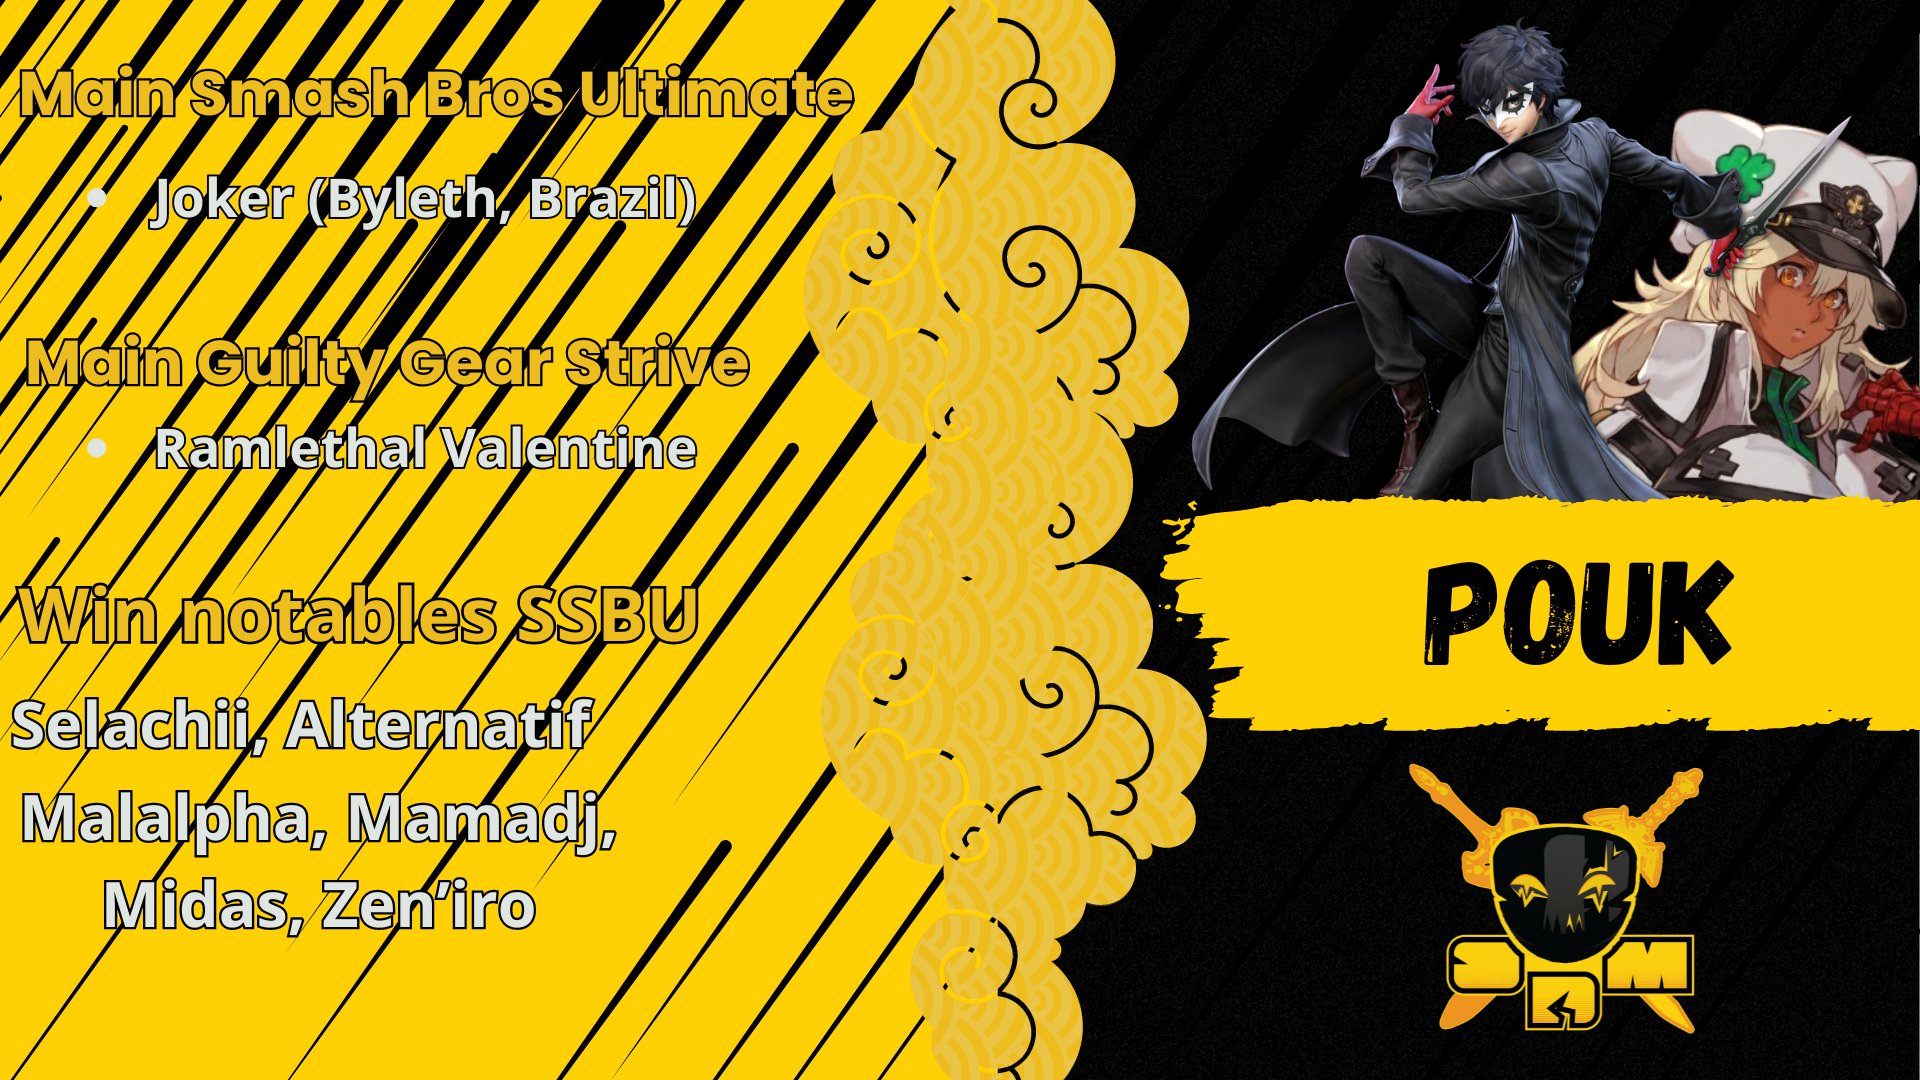 Main Smash Bros Ultimate
• Joker (Byleth, Brazil)
Main Guilty Gear Strive
• Ramlethal Valentine
Win notables SSBU
Selachii, Alternatif
Malalpha, Mamadj,
Midas, Zen’iro
POUK
SDM